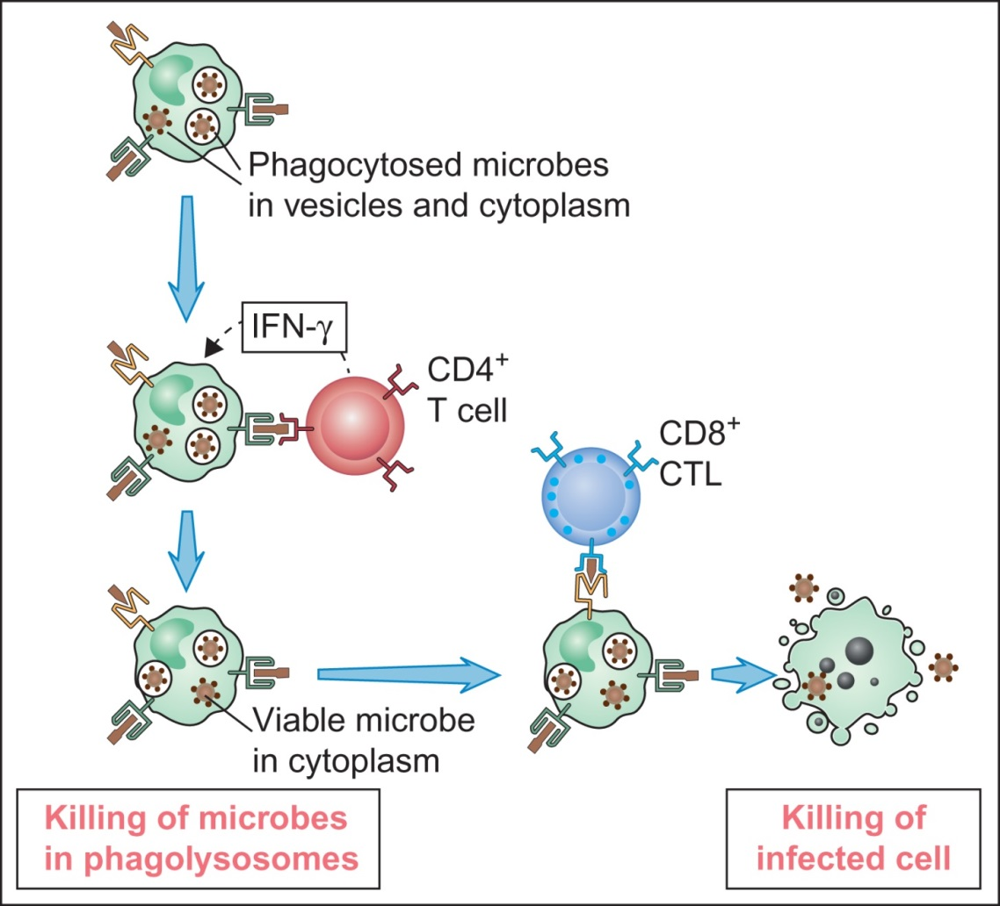 Phagocytosed microbes
in vesicles and cytoplasm
IFN-γ
CD4⁺
T cell
CD8⁺
CTL
Viable microbe
in cytoplasm
Killing of microbes
in phagolysosomes
Killing of
infected cell